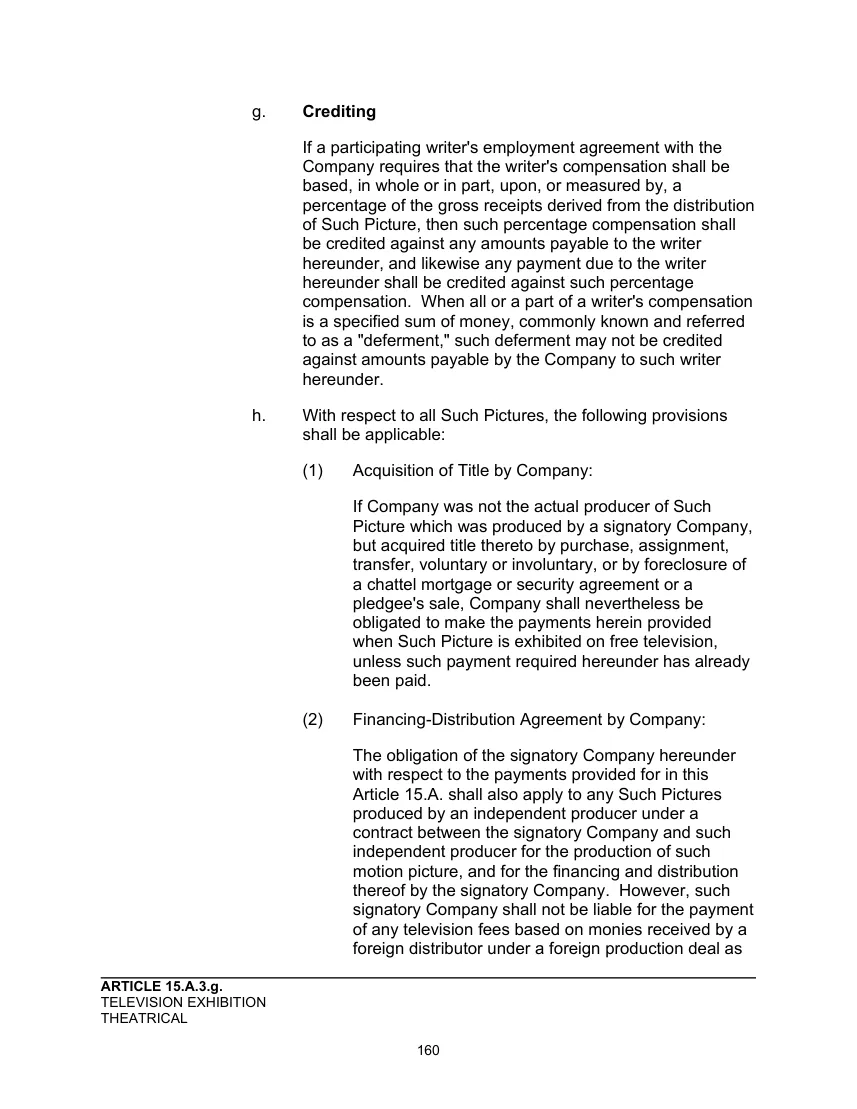 g. Crediting
If a participating writer's employment agreement with the
Company requires that the writer's compensation shall be
based, in whole or in part, upon, or measured by, a
percentage of the gross receipts derived from the distribution
of Such Picture, then such percentage compensation shall
be credited against any amounts payable to the writer
hereunder, and likewise any payment due to the writer
hereunder shall be credited against such percentage
compensation.  When all or a part of a writer's compensation
is a specified sum of money, commonly known and referred
to as a "deferment," such deferment may not be credited
against amounts payable by the Company to such writer
hereunder.
h. With respect to all Such Pictures, the following provisions
shall be applicable:
(1) Acquisition of Title by Company:
If Company was not the actual producer of Such
Picture which was produced by a signatory Company,
but acquired title thereto by purchase, assignment,
transfer, voluntary or involuntary, or by foreclosure of
a chattel mortgage or security agreement or a
pledgee's sale, Company shall nevertheless be
obligated to make the payments herein provided
when Such Picture is exhibited on free television,
unless such payment required hereunder has already
been paid.
(2) Financing-Distribution Agreement by Company:
The obligation of the signatory Company hereunder
with respect to the payments provided for in this
Article 15.A. shall also apply to any Such Pictures
produced by an independent producer under a
contract between the signatory Company and such
independent producer for the production of such
motion picture, and for the financing and distribution
thereof by the signatory Company.  However, such
signatory Company shall not be liable for the payment
of any television fees based on monies received by a
foreign distributor under a foreign production deal as
ARTICLE 15.A.3.g.
TELEVISION EXHIBITION
THEATRICAL
160